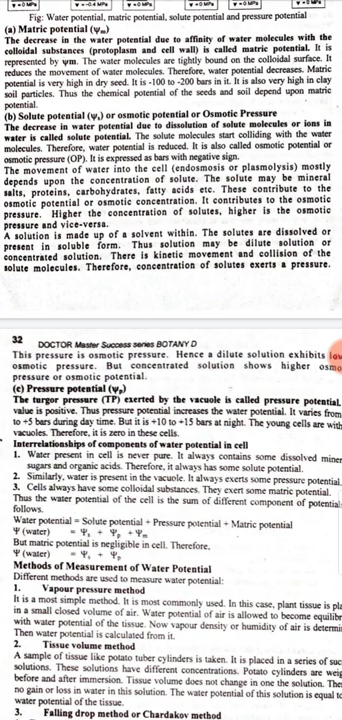 Ψ = 0 MPa Ψ = -0.4 MPa Ψ = 0 MPa Ψ = 0 MPa Ψ = 0 MPa Ψ = 0 MPa
Fig: Water potential, matric potential, solute potential and pressure potential
(a) Matric potential (Ψm)
The decrease in the water potential due to affinity of water molecules with the
colloidal substances (protoplasm and cell wall) is called matric potential. It is
represented by ψm. The water molecules are tightly bound on the colloidal surface. It
reduces the movement of water molecules. Therefore, water potential decreases. Matric
potential is very high in dry seed. It is -100 to -200 bars in it. It is also very high in clay
soil particles. Thus the chemical potential of the seeds and soil depend upon matric
potential.
(b) Solute potential (Ψs) or osmotic potential or Osmotic Pressure
The decrease in water potential due to dissolution of solute molecules or ions in
water is called solute potential. The solute molecules start colliding with the water
molecules. Therefore, water potential is reduced. It is also called osmotic potential or
osmotic pressure (OP). It is expressed as bars with negative sign.
The movement of water into the cell (endosmosis or plasmolysis) mostly
depends upon the concentration of solute. The solute may be mineral
salts, proteins, carbohydrates, fatty acids etc. These contribute to the
osmotic potential or osmotic concentration. It contributes to the osmotic
pressure. Higher the concentration of solutes, higher is the osmotic
pressure and vice-versa.
A solution is made up of a solvent within. The solutes are dissolved or
present in soluble form. Thus solution may be dilute solution or
concentrated solution. There is kinetic movement and collision of the
solute molecules. Therefore, concentration of solutes exerts a pressure.
32 DOCTOR Master Success series BOTANY D
This pressure is osmotic pressure. Hence a dilute solution exhibits low
osmotic pressure. But concentrated solution shows higher osmo
pressure or osmotic potential.
(c) Pressure potential (Ψp)
The turgor pressure (TP) exerted by the vacuole is called pressure potential.
value is positive. Thus pressure potential increases the water potential. It varies from
to +5 bars during day time. But it is +10 to +15 bars at night. The young cells are with
vacuoles. Therefore, it is zero in these cells.
Interrelationships of components of water potential in cell
1. Water present in cell is never pure. It always contains some dissolved miner
sugars and organic acids. Therefore, it always has some solute potential.
2. Similarly, water is present in the vacuole. It always exerts some pressure potential.
3. Cells always have some colloidal substances. They exert some matric potential.
Thus the water potential of the cell is the sum of different component of potential
follows.
Water potential = Solute potential + Pressure potential + Matric potential
Ψ (water) = Ψs + Ψp + Ψm
But matric potential is negligible in cell. Therefore,
Ψ (water) = Ψs + Ψp
Methods of Measurement of Water Potential
Different methods are used to measure water potential:
1. Vapour pressure method
It is a most simple method. It is most commonly used. In this case, plant tissue is pla
in a small closed volume of air. Water potential of air is allowed to become equilibr
with water potential of the tissue. Now vapour density or humidity of air is determi
Then water potential is calculated from it.
2. Tissue volume method
A sample of tissue like potato tuber cylinders is taken. It is placed in a series of suc
solutions. These solutions have different concentrations. Potato cylinders are weig
before and after immersion. Tissue volume does not change in one the solution. The
no gain or loss in water in this solution. The water potential of this solution is equal to
water potential of the tissue.
3. Falling drop method or Chardakov method